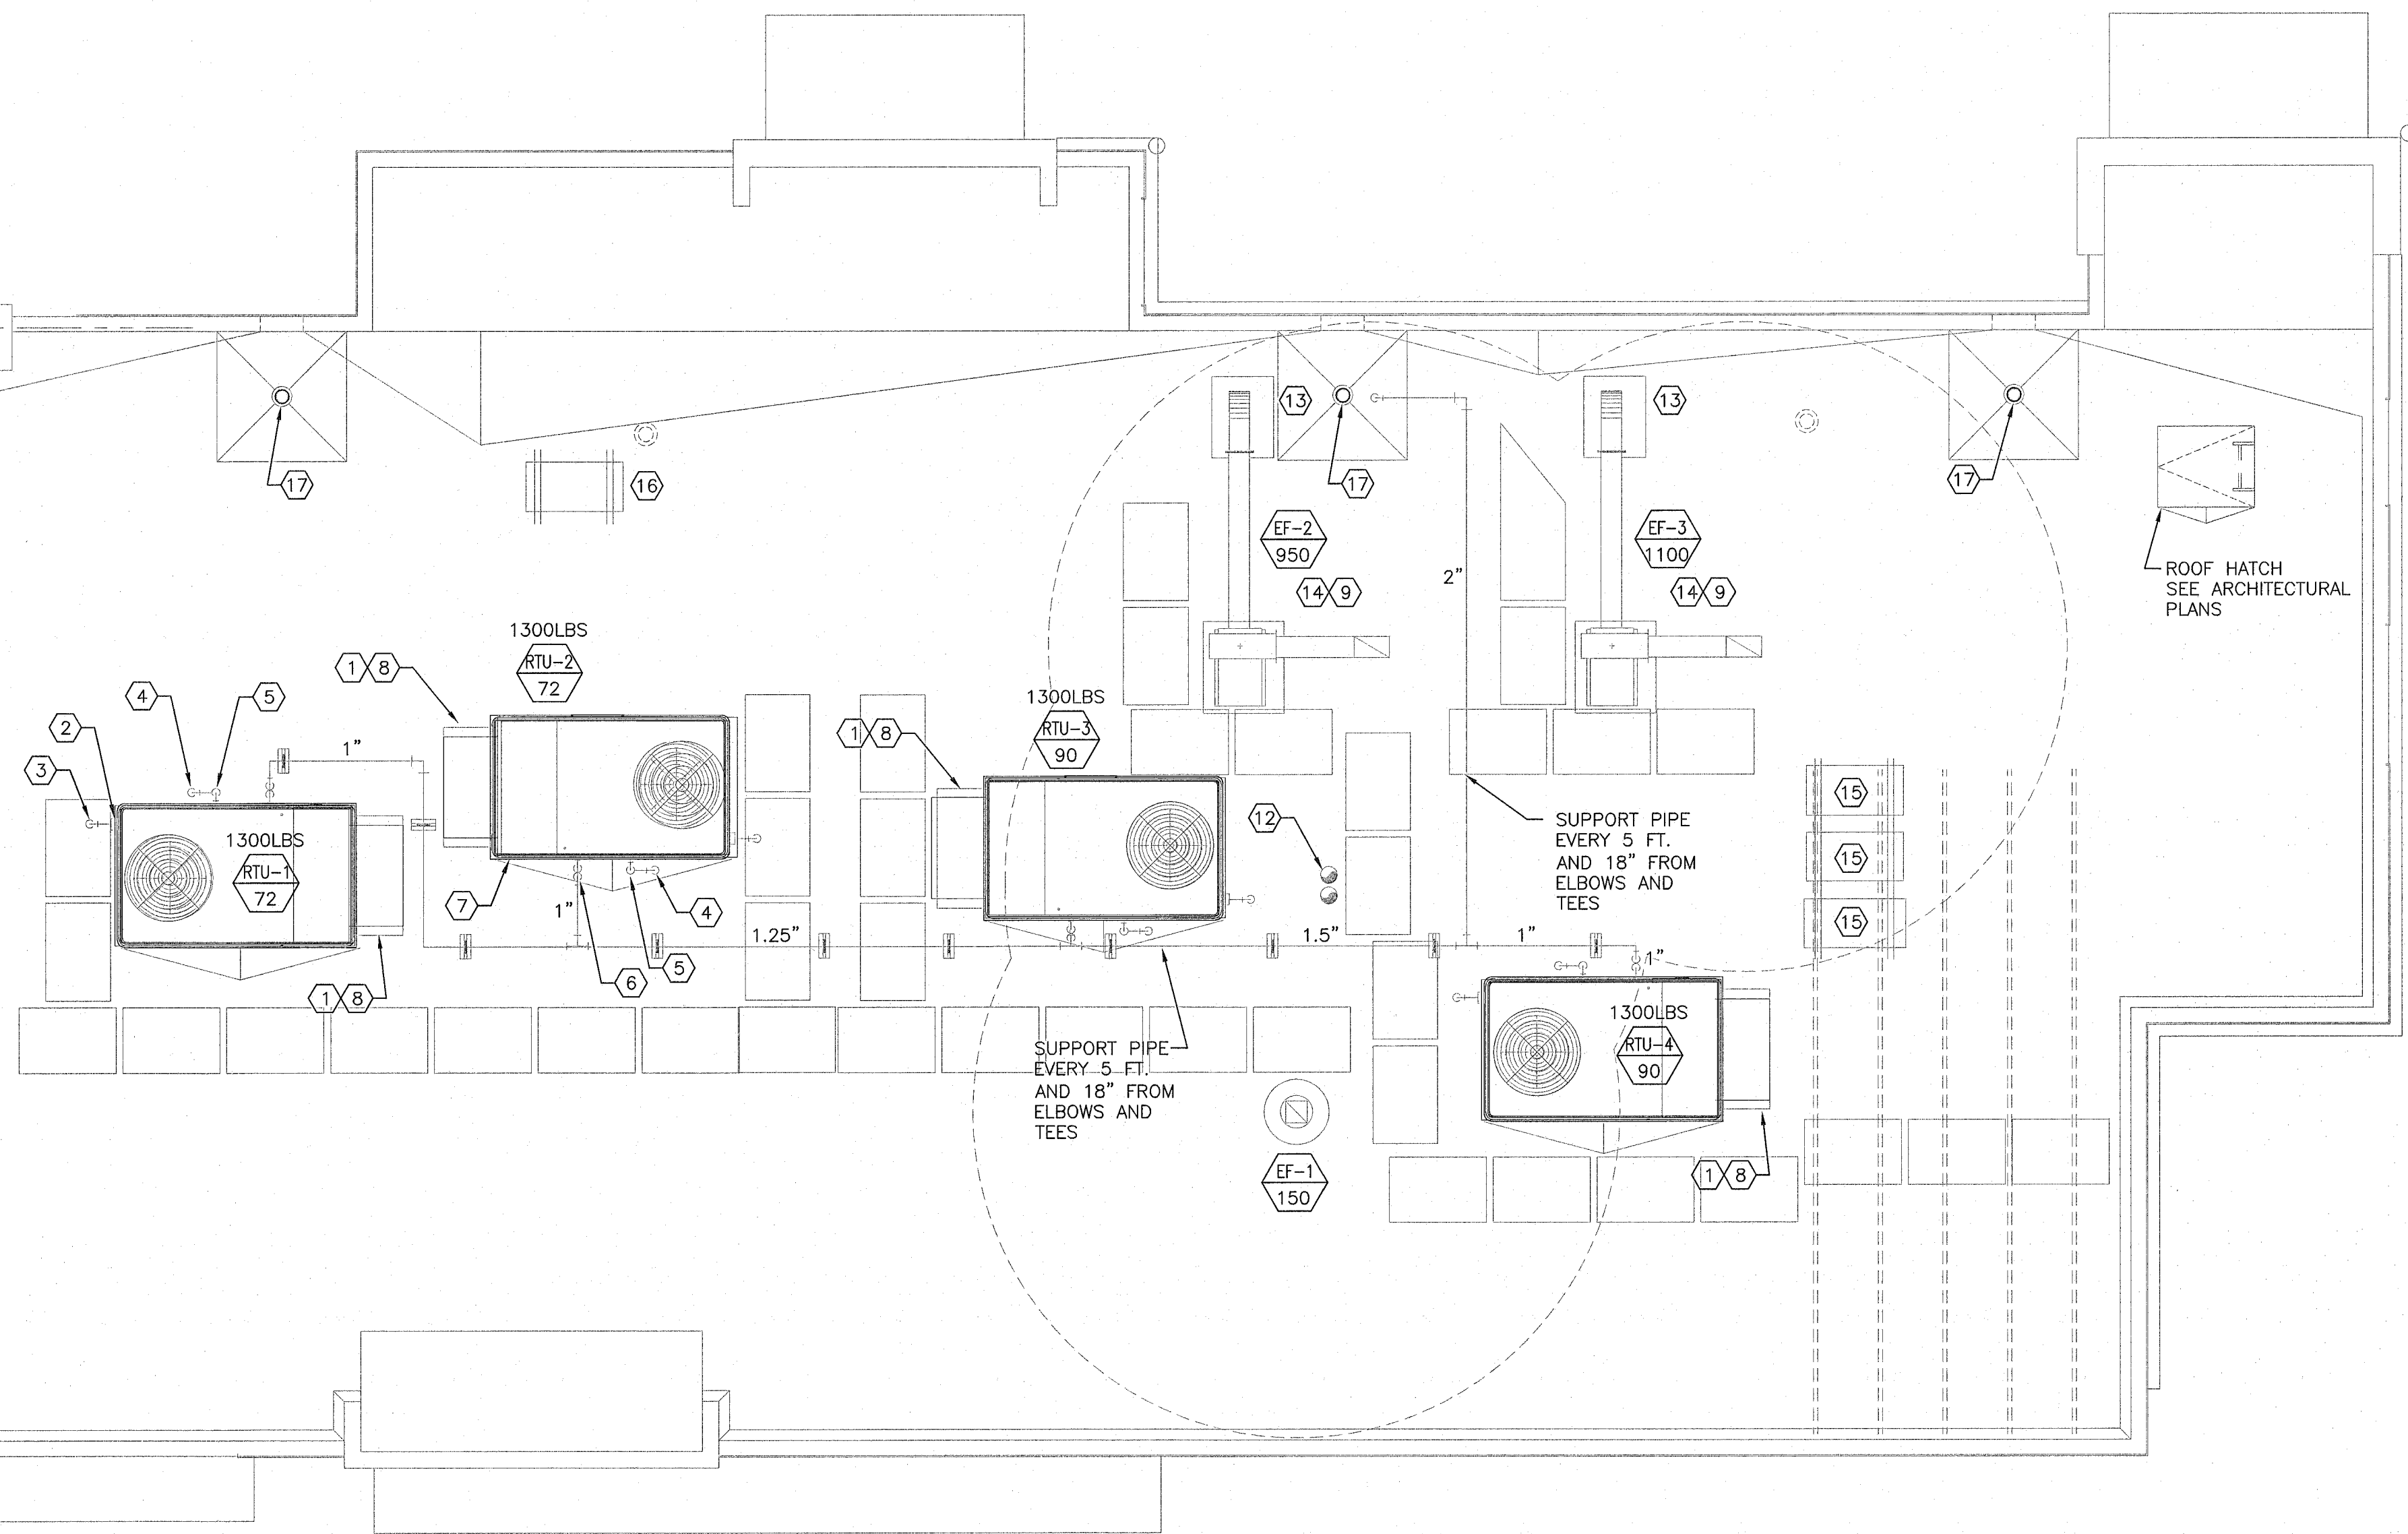 13
13
17
17
17
16
EF-2
950
EF-3
1100
2"
14
9
14
9
ROOF HATCH
SEE ARCHITECTURAL
PLANS
1300LBS
RTU-2
72
1
8
4
5
2
3
1"
1300LBS
RTU-3
90
1
8
1300LBS
RTU-1
72
12
SUPPORT PIPE
EVERY 5 FT.
AND 18" FROM
ELBOWS AND
TEES
15
15
15
7
1"
4
1.25"
1.5"
1"
1"
5
6
1
8
SUPPORT PIPE
EVERY 5 FT.
AND 18" FROM
ELBOWS AND
TEES
1300LBS
RTU-4
90
EF-1
150
1
8